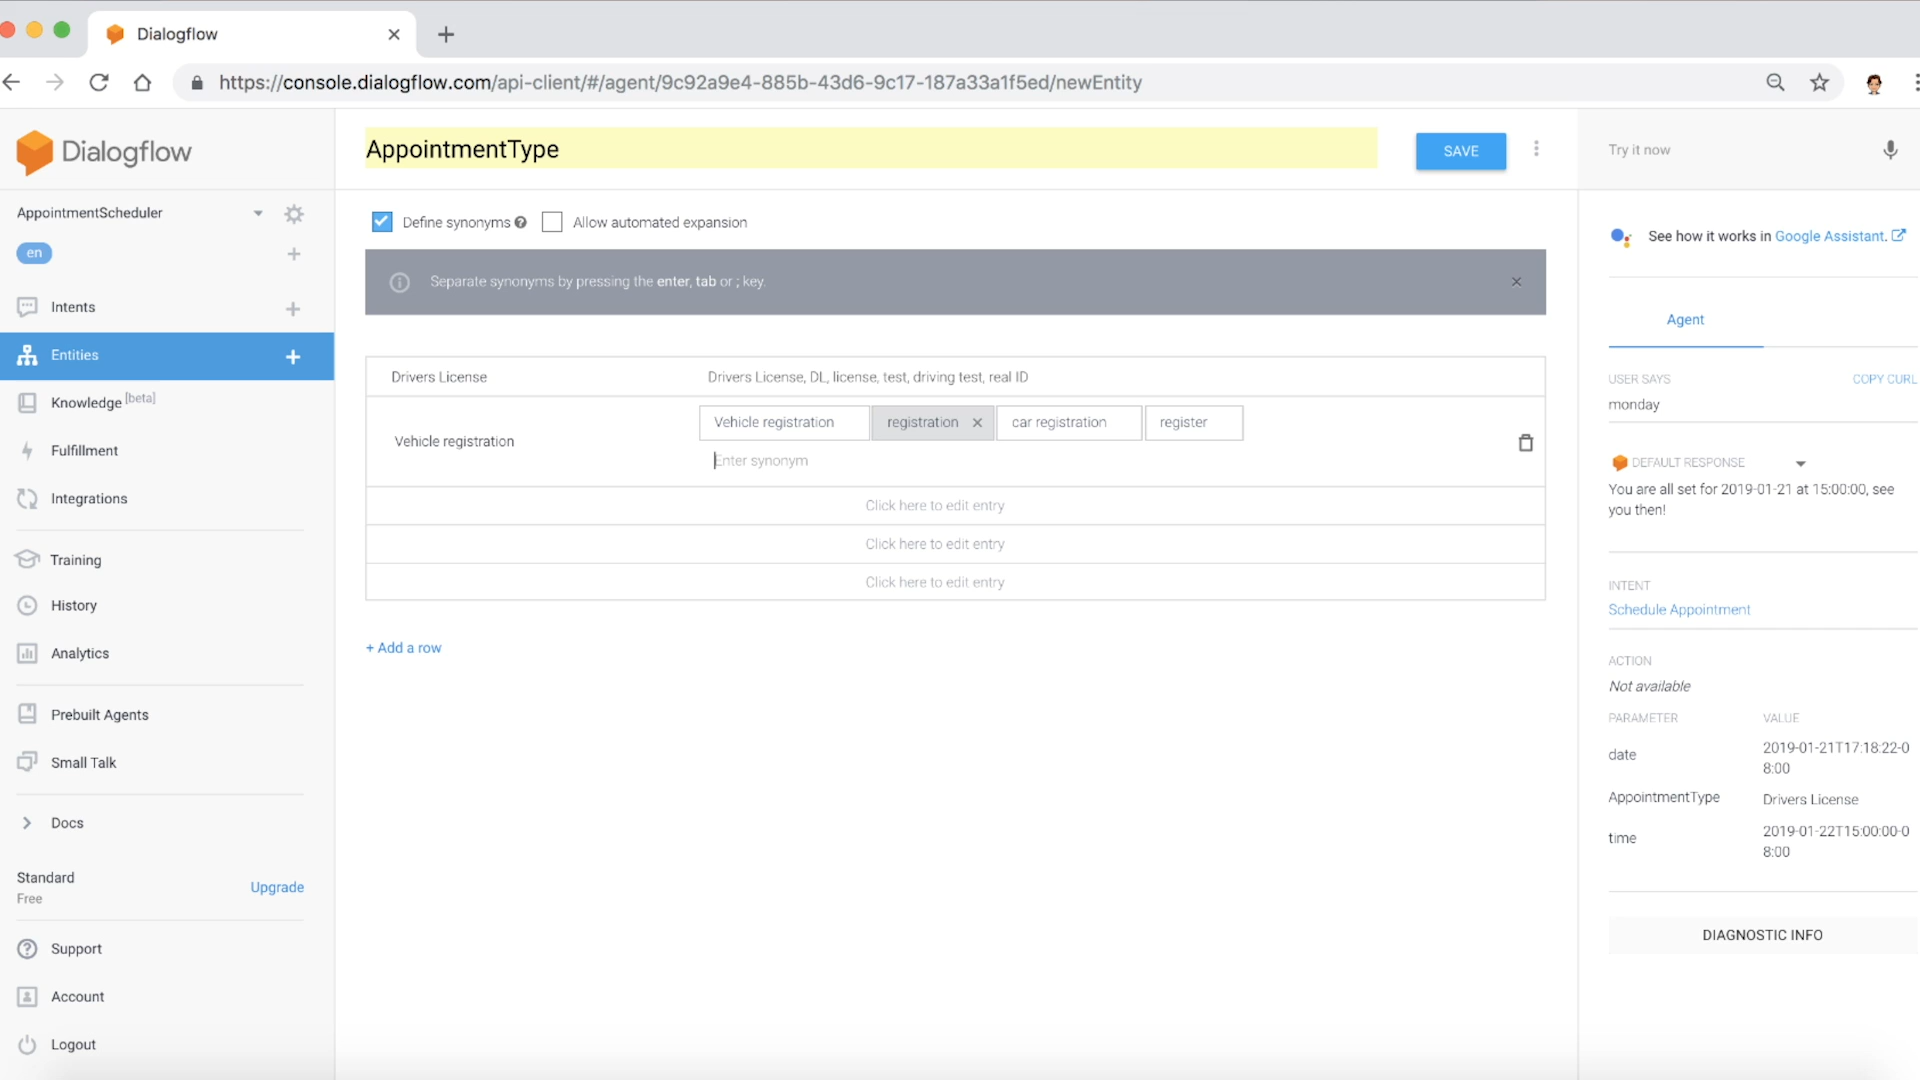 Dialogflow
https://console.dialogflow.com/api-client/#/agent/9c92a9e4-885b-43d6-9c17-187a33a1f5ed/newEntity
Dialogflow
AppointmentScheduler
en
Intents
Entities
Knowledge [beta]
Fulfillment
Integrations
Training
History
Analytics
Prebuilt Agents
Small Talk
Docs
Standard
Free
Upgrade
Support
Account
Logout
AppointmentType
SAVE
Define synonyms
Allow automated expansion
Separate synonyms by pressing the enter, tab or ; key.
Drivers License
Drivers License, DL, license, test, driving test, real ID
Vehicle registration
Vehicle registration
registration
car registration
register
Enter synonym
Click here to edit entry
Click here to edit entry
Click here to edit entry
+ Add a row
Try it now
See how it works in Google Assistant.
Agent
USER SAYS
COPY CURL
monday
DEFAULT RESPONSE
You are all set for 2019-01-21 at 15:00:00, see
you then!
INTENT
Schedule Appointment
ACTION
Not available
PARAMETER
VALUE
date
2019-01-21T17:18:22-0
8:00
AppointmentType
Drivers License
time
2019-01-22T15:00:00-0
8:00
DIAGNOSTIC INFO